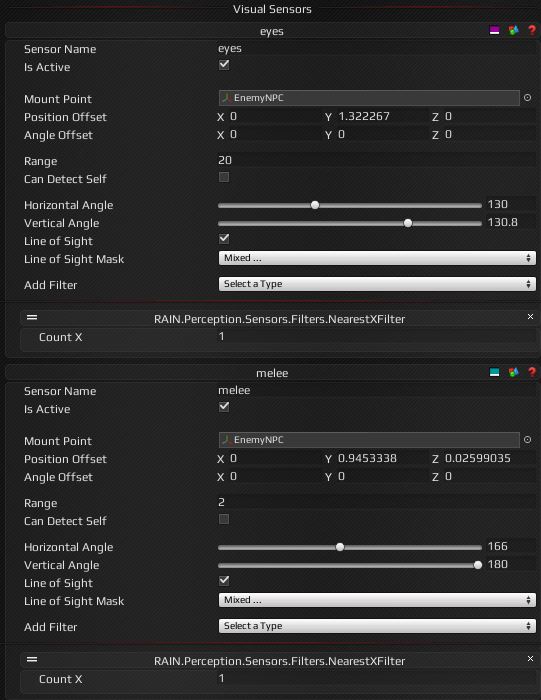 Visual Sensors
eyes ?
Sensor Name eyes
Is Active
Mount Point EnemyNPC
Position Offset X 0 Y 1.322267 Z 0
Angle Offset X 0 Y 0 Z 0
Range 20
Can Detect Self
Horizontal Angle 130
Vertical Angle 130.8
Line of Sight
Line of Sight Mask Mixed ...
Add Filter Select a Type
RAIN.Perception.Sensors.Filters.NearestXFilter
Count X 1
melee ?
Sensor Name melee
Is Active
Mount Point EnemyNPC
Position Offset X 0 Y 0.9453338 Z 0.02599035
Angle Offset X 0 Y 0 Z 0
Range 2
Can Detect Self
Horizontal Angle 166
Vertical Angle 180
Line of Sight
Line of Sight Mask Mixed ...
Add Filter Select a Type
RAIN.Perception.Sensors.Filters.NearestXFilter
Count X 1